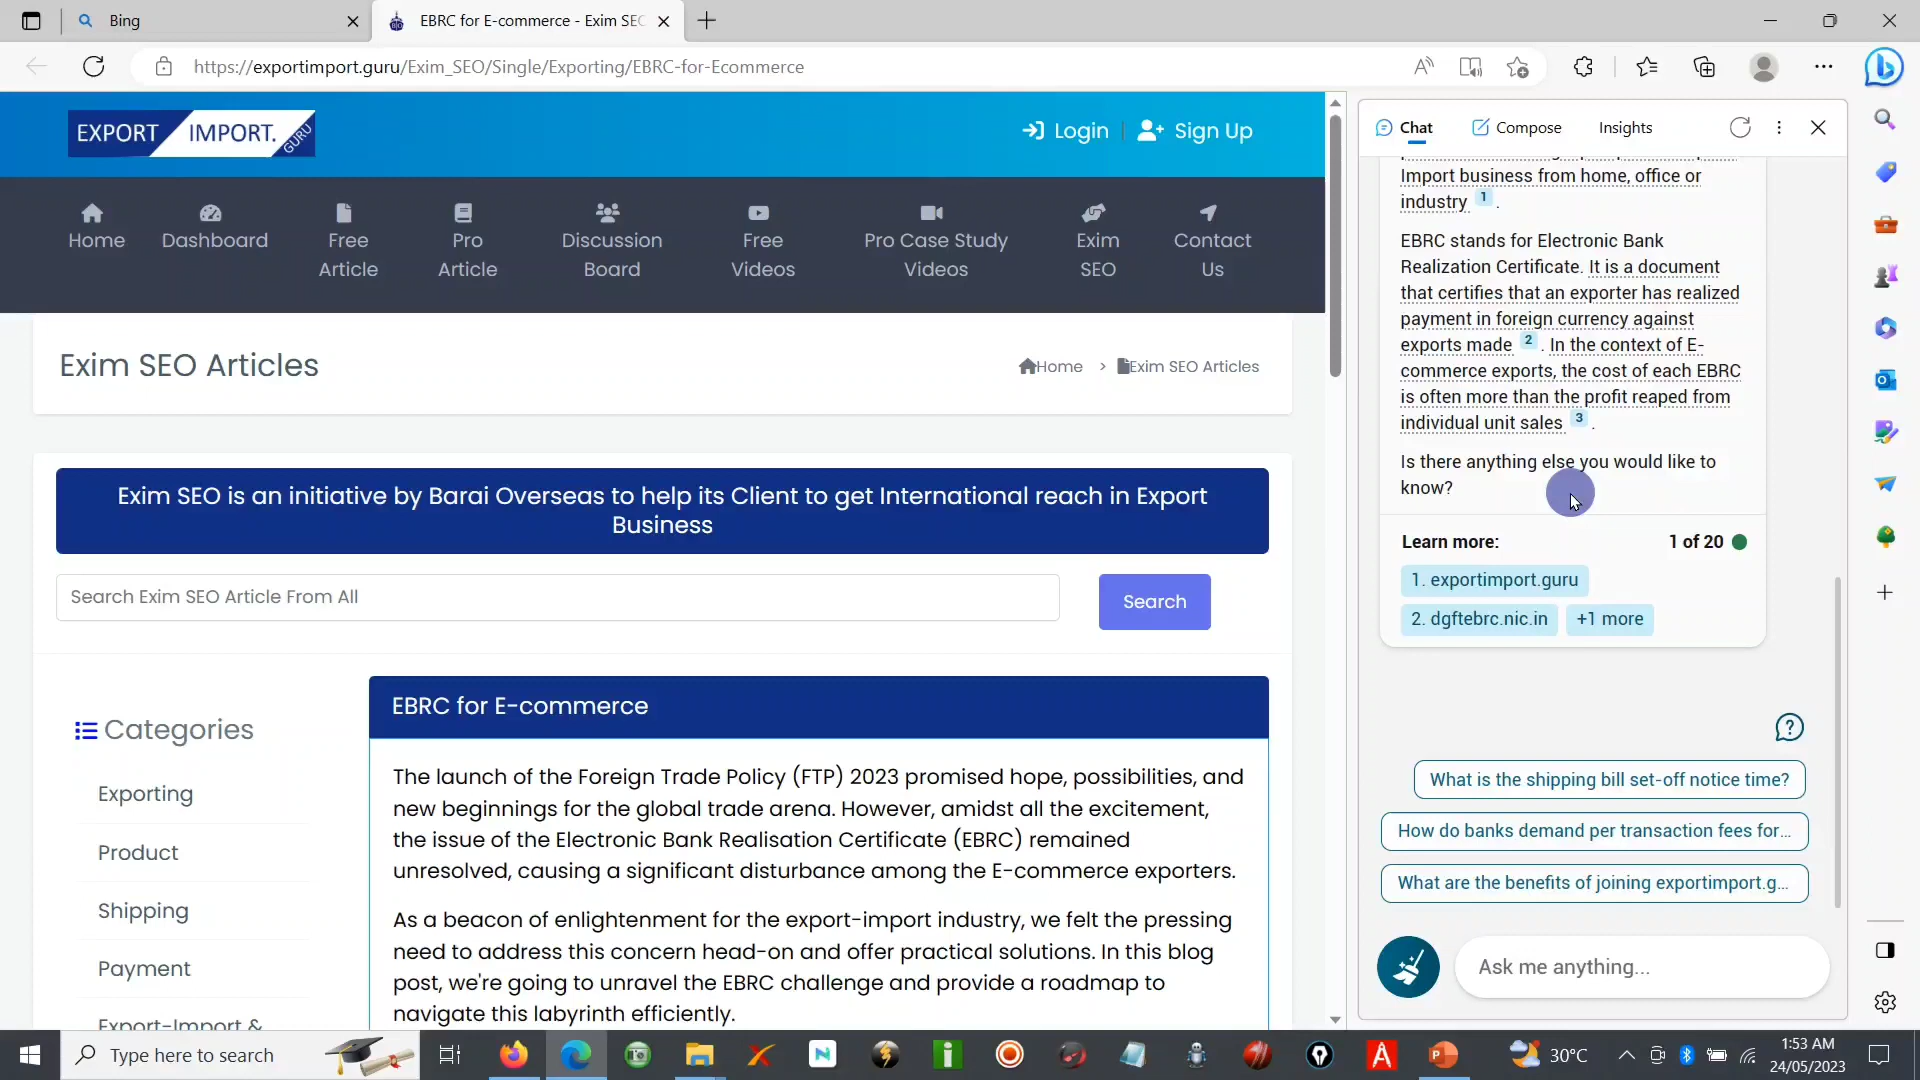 Bing
EBRC for E-commerce - Exim SEO
https://exportimport.guru/Exim_SEO/Single/Exporting/EBRC-for-Ecommerce
EXPORT IMPORT. GURU
Login
Sign Up
Home
Dashboard
Free Article
Pro Article
Discussion Board
Free Videos
Pro Case Study Videos
Exim SEO
Contact Us
Exim SEO Articles
Home > Exim SEO Articles
Exim SEO is an initiative by Barai Overseas to help its Client to get International reach in Export
Business
Search Exim SEO Article From All
Search
Categories
Exporting
Product
Shipping
Payment
Export-Import &
EBRC for E-commerce
The launch of the Foreign Trade Policy (FTP) 2023 promised hope, possibilities, and
new beginnings for the global trade arena. However, amidst all the excitement,
the issue of the Electronic Bank Realisation Certificate (EBRC) remained
unresolved, causing a significant disturbance among the E-commerce exporters.
As a beacon of enlightenment for the export-import industry, we felt the pressing
need to address this concern head-on and offer practical solutions. In this blog
post, we're going to unravel the EBRC challenge and provide a roadmap to
navigate this labyrinth efficiently.
Chat
Compose
Insights
Import business from home, office or
industry 1 .
EBRC stands for Electronic Bank
Realization Certificate. It is a document
that certifies that an exporter has realized
payment in foreign currency against
exports made 2 . In the context of E-
commerce exports, the cost of each EBRC
is often more than the profit reaped from
individual unit sales 3 .
Is there anything else you would like to
know?
Learn more:
1 of 20
1. exportimport.guru
2. dgftebrc.nic.in
+1 more
What is the shipping bill set-off notice time?
How do banks demand per transaction fees for...
What are the benefits of joining exportimport.g...
Ask me anything...
Type here to search
30°C
1:53 AM
24/05/2023